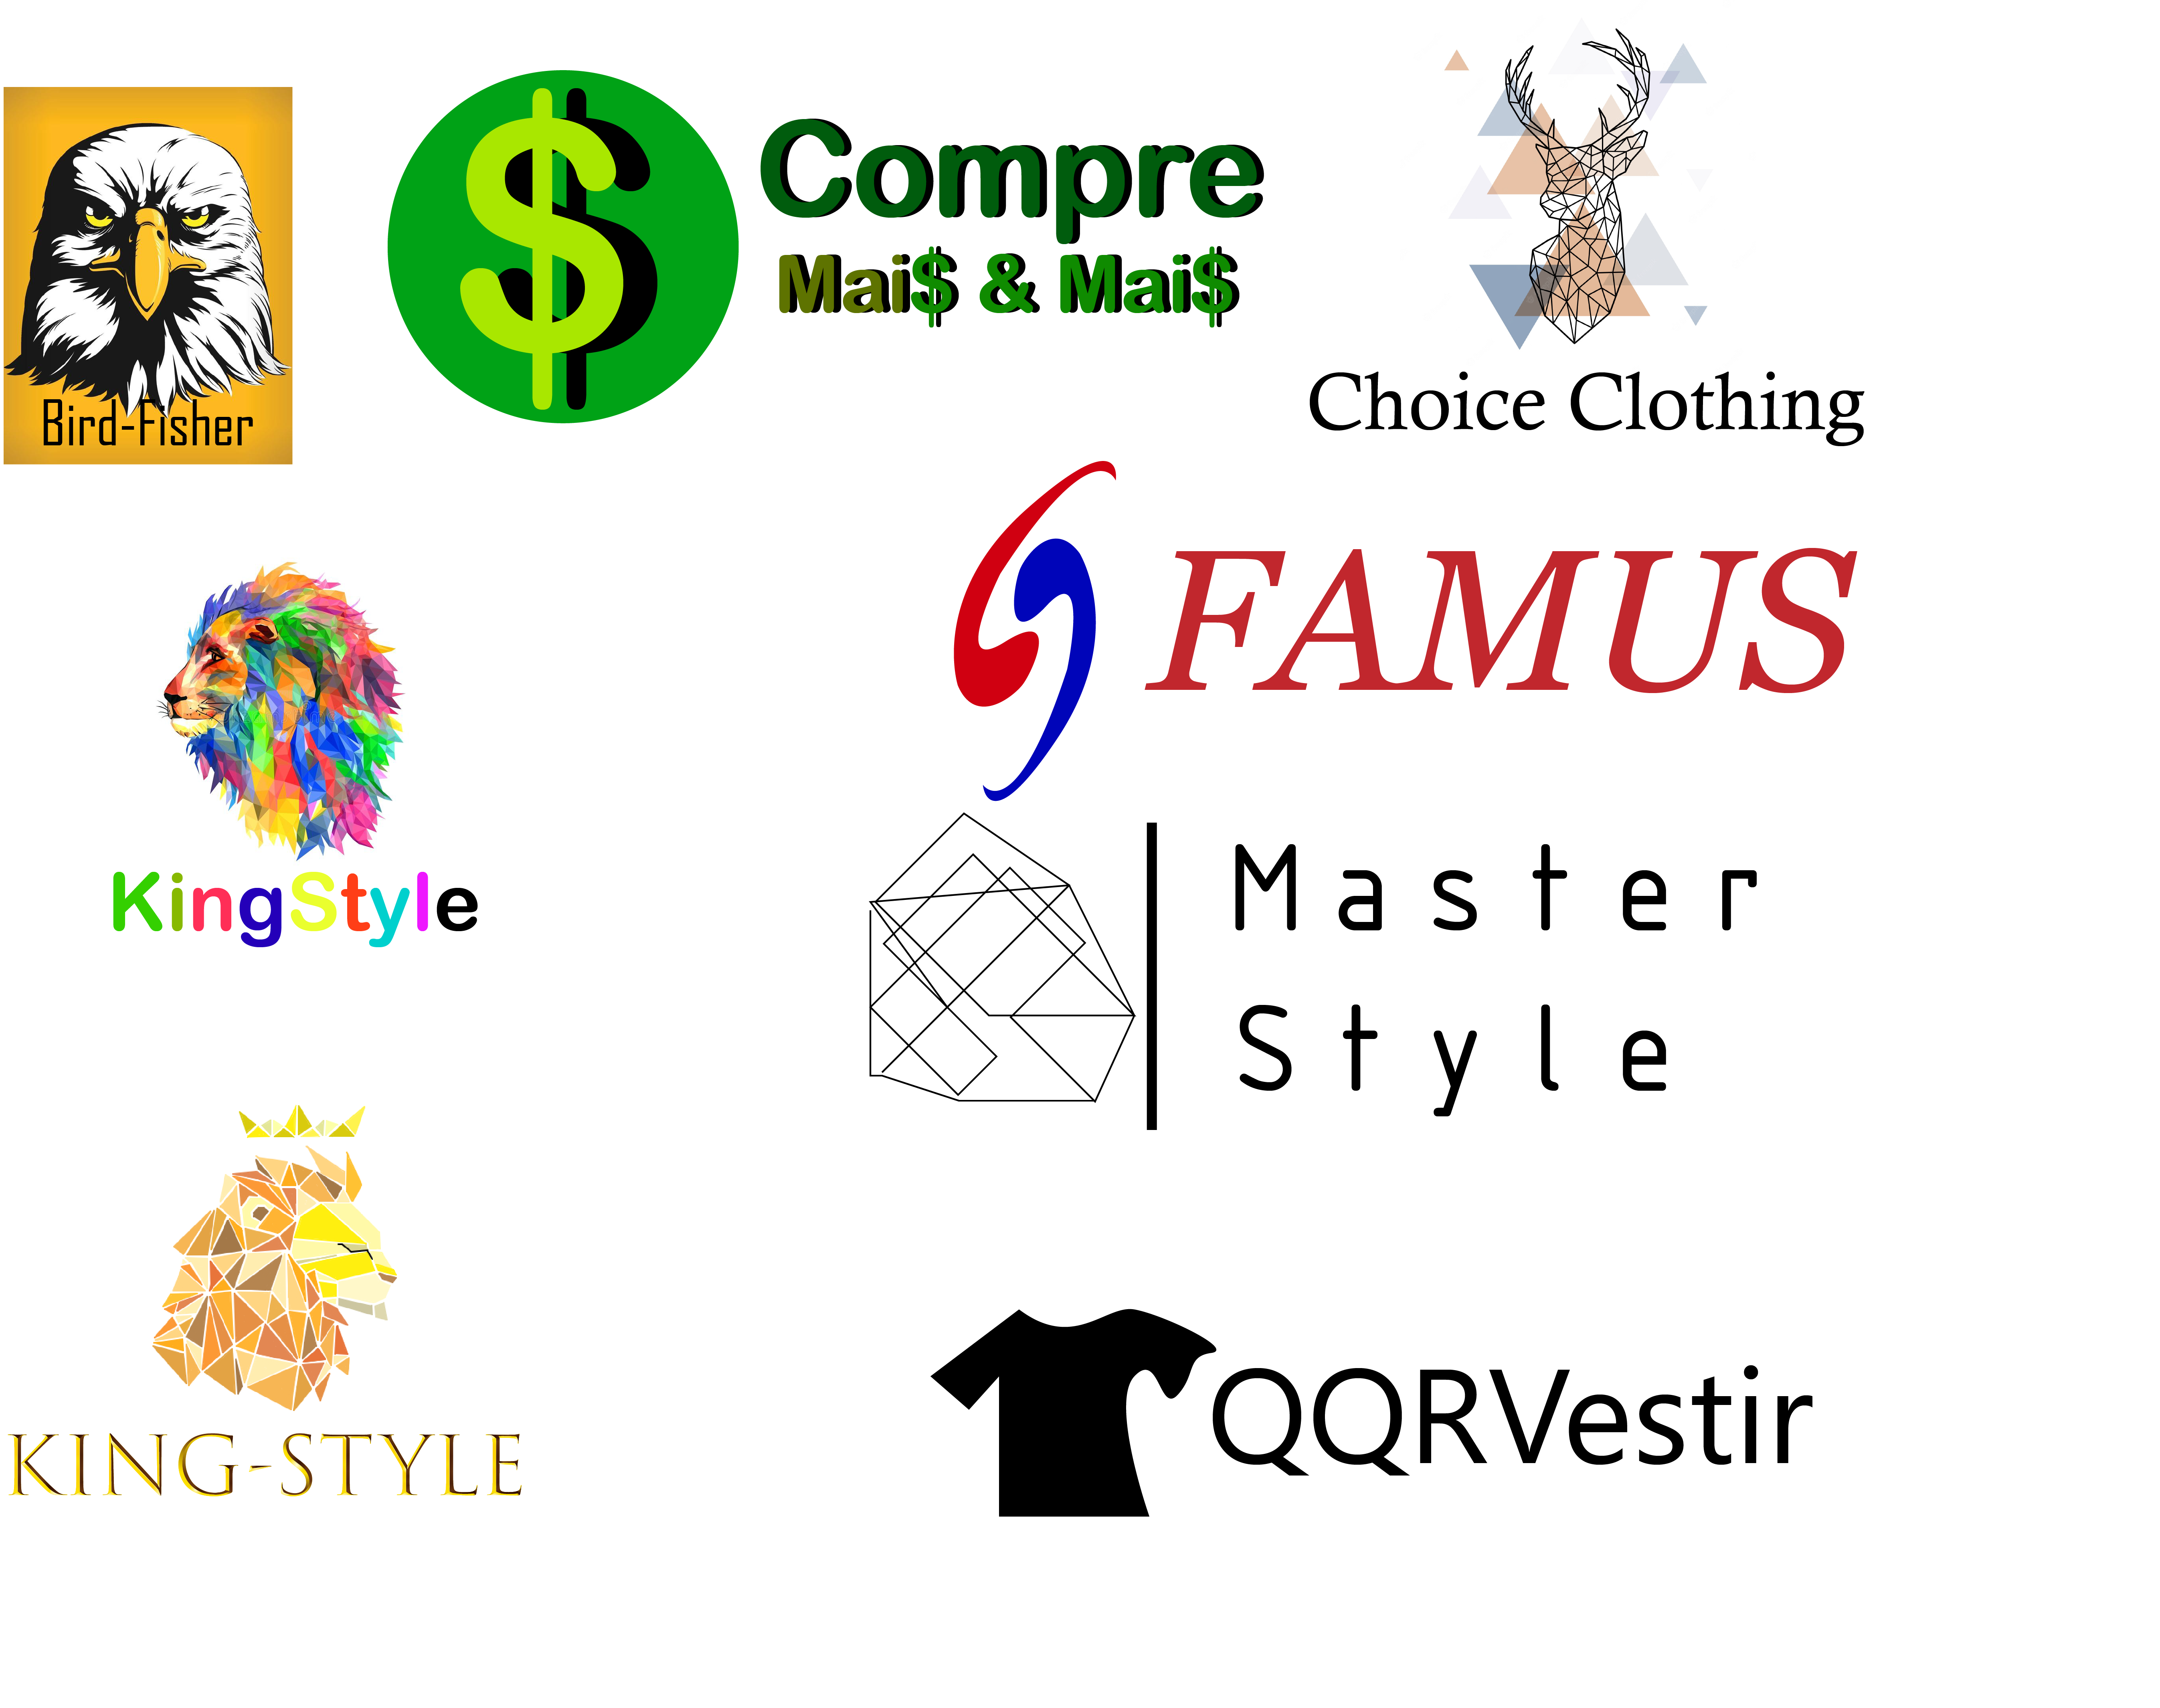 $
Compre
Mai$ & Mai$
Bird-Fisher
Choice Clothing
FAMUS
KingStyle
Master
Style
KING-STYLE
QQRVestir